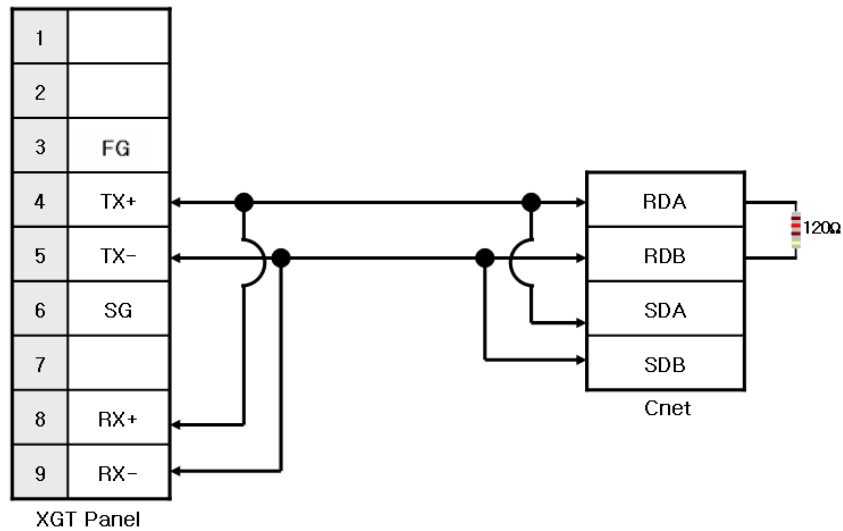 1
2
3 FG
4 TX+
5 TX-
6 SG
7
8 RX+
9 RX-
XGT Panel
RDA
RDB
SDA
SDB
Cnet
120Ω